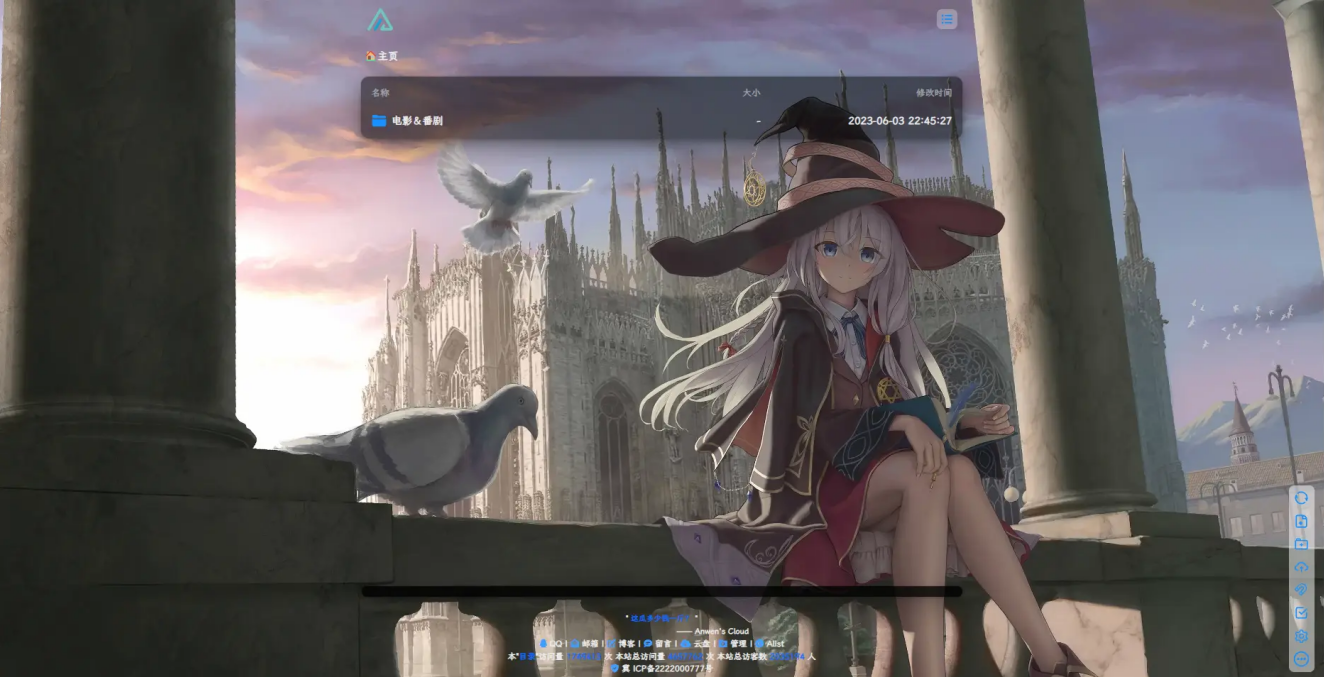 主页
名称 大小 修改时间
电影&番剧 - 2023-06-03 22:45:27
—— Anwen's Cloud
QQ | 邮箱 | 博客 | 留言 | 云盘 | 管理 | Alist
本"目录"访问量 次 本站总访问量 次 本站总访客数 人
冀 ICP备2222000777号